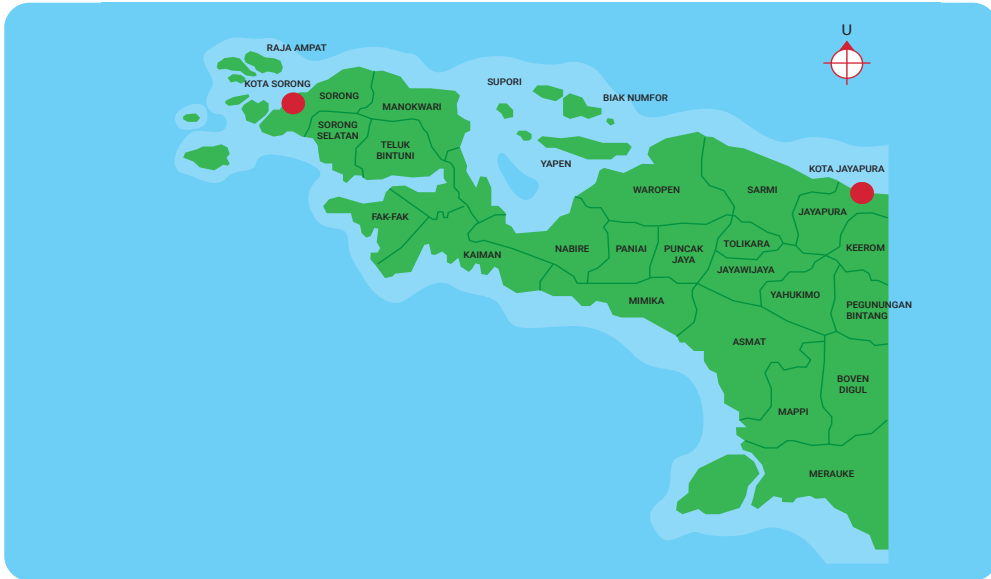 U
RAJA AMPAT
KOTA SORONG
SORONG
MANOKWARI
SORONG
SELATAN
TELUK
BINTUNI
SUPORI
BIAK NUMFOR
YAPEN
KOTA JAYAPURA
WAROPEN
SARMI
JAYAPURA
FAK-FAK
KAIMAN
NABIRE
PANIAI
PUNCAK
JAYA
TOLIKARA
KEEROM
JAYAWIJAYA
MIMIKA
YAHUKIMO
PEGUNUNGAN
BINTANG
ASMAT
BOVEN
DIGUL
MAPPI
MERAUKE